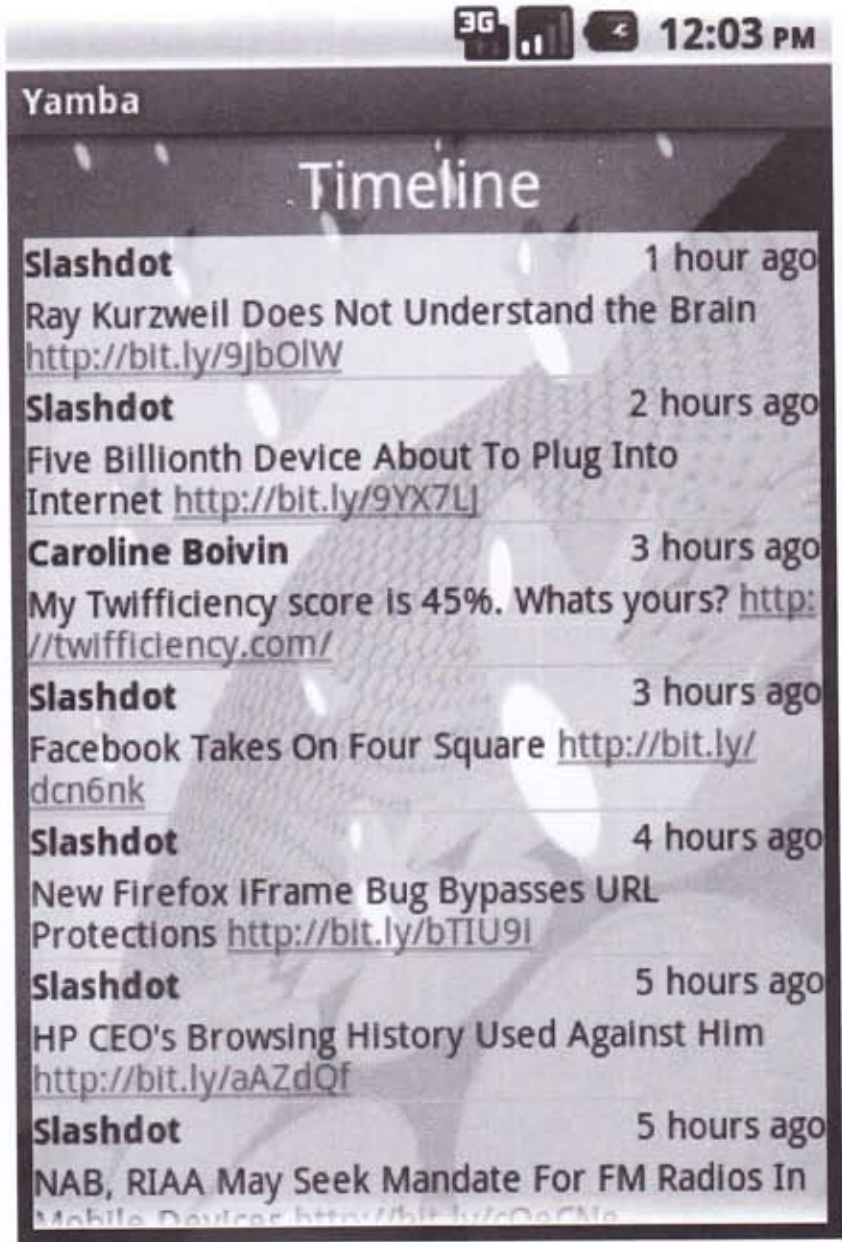 3G 12:03 PM
Yamba
Timeline
Slashdot 1 hour ago
Ray Kurzweil Does Not Understand the Brain
http://bit.ly/9JbOlW
Slashdot 2 hours ago
Five Billionth Device About To Plug Into
Internet http://bit.ly/9YX7LJ
Caroline Boivin 3 hours ago
My Twifficiency score is 45%. Whats yours? http:
//twifficiency.com/
Slashdot 3 hours ago
Facebook Takes On Four Square http://bit.ly/
dcn6nk
Slashdot 4 hours ago
New Firefox iFrame Bug Bypasses URL
Protections http://bit.ly/bTIU9i
Slashdot 5 hours ago
HP CEO's Browsing History Used Against Him
http://bit.ly/aAZdQf
Slashdot 5 hours ago
NAB, RIAA May Seek Mandate For FM Radios In
Mobile Devices